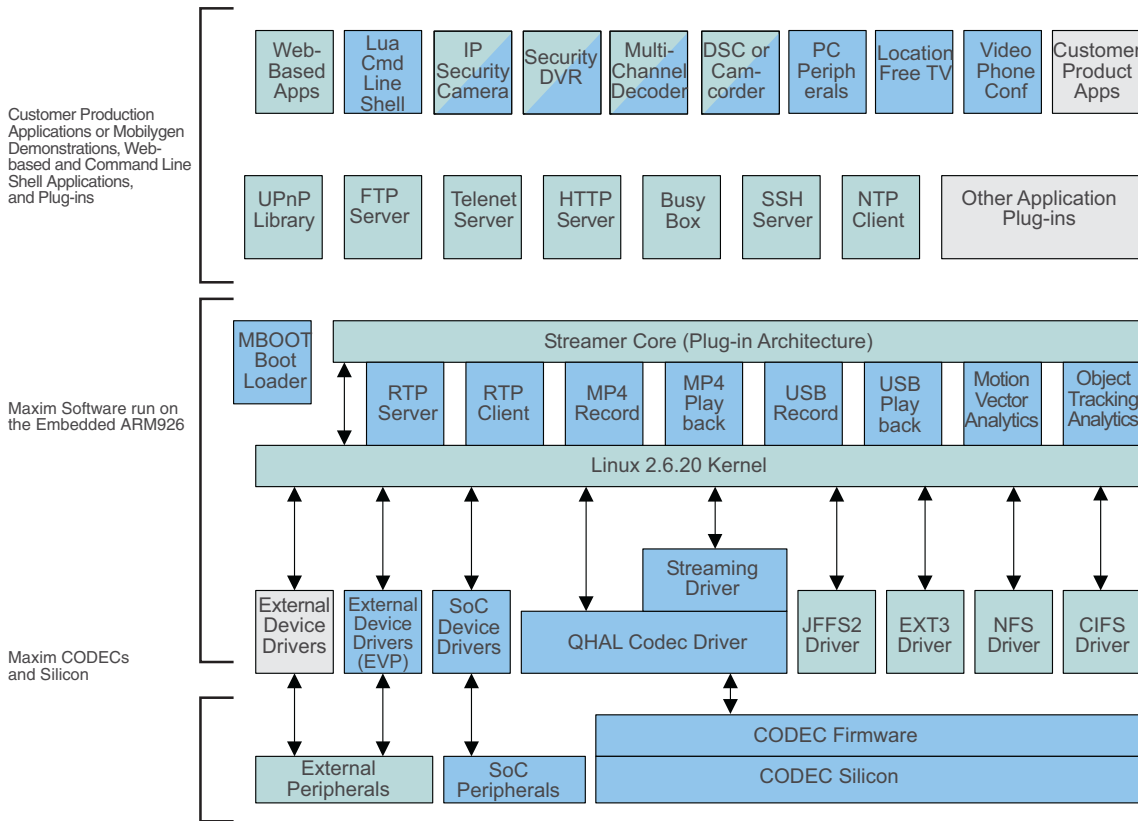 Web-
Based
Apps
Lua
Cmd
Line
Shell
IP
Security
Camera
Security
DVR
Multi-
Channel
Decoder
DSC or
Cam-
corder
PC
Periph
erals
Location
Free TV
Video
Phone
Conf
Customer
Product
Apps
Customer Production
Applications or Mobilygen
Demonstrations, Web-
based and Command Line
Shell Applications,
and Plug-ins
UPnP
Library
FTP
Server
Telenet
Server
HTTP
Server
Busy
Box
SSH
Server
NTP
Client
Other Application
Plug-ins
MBOOT
Boot
Loader
Streamer Core (Plug-in Architecture)
Maxim Software run on
the Embedded ARM926
RTP
Server
RTP
Client
MP4
Record
MP4
Play
back
USB
Record
USB
Play
back
Motion
Vector
Analytics
Object
Tracking
Analytics
Linux 2.6.20 Kernel
Streaming
Driver
External
Device
Drivers
External
Device
Drivers
(EVP)
SoC
Device
Drivers
QHAL Codec Driver
JFFS2
Driver
EXT3
Driver
NFS
Driver
CIFS
Driver
Maxim CODECs
and Silicon
CODEC Firmware
External
Peripherals
SoC
Peripherals
CODEC Silicon